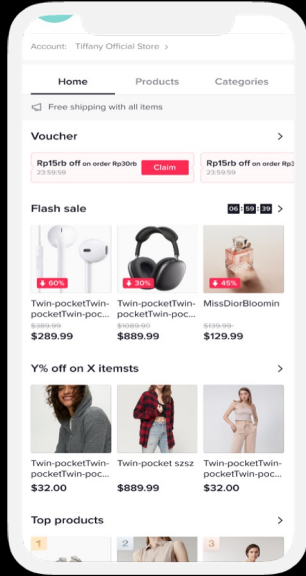 Account: Tiffany Official Store >
Home Products Categories
Free shipping with all items
Voucher >
Rp15rb off on order Rp30rb
23:59:59
Claim
Rp15rb off on order Rp3
23:59:59
Flash sale 06:59:39 >
60% 30% 45%
Twin-pocketTwin- Twin-pocketTwin- MissDiorBloomin
pocketTwin-poc... pocketTwin-poc...
$389.99 $1089.90 $139.99
$289.99 $889.99 $129.99
Y% off on X itemsts >
Twin-pocketTwin- Twin-pocket szsz Twin-pocketTwin-
pocketTwin-poc... pocketTwin-poc...
$32.00 $889.99 $32.00
Top products >
1 2 3